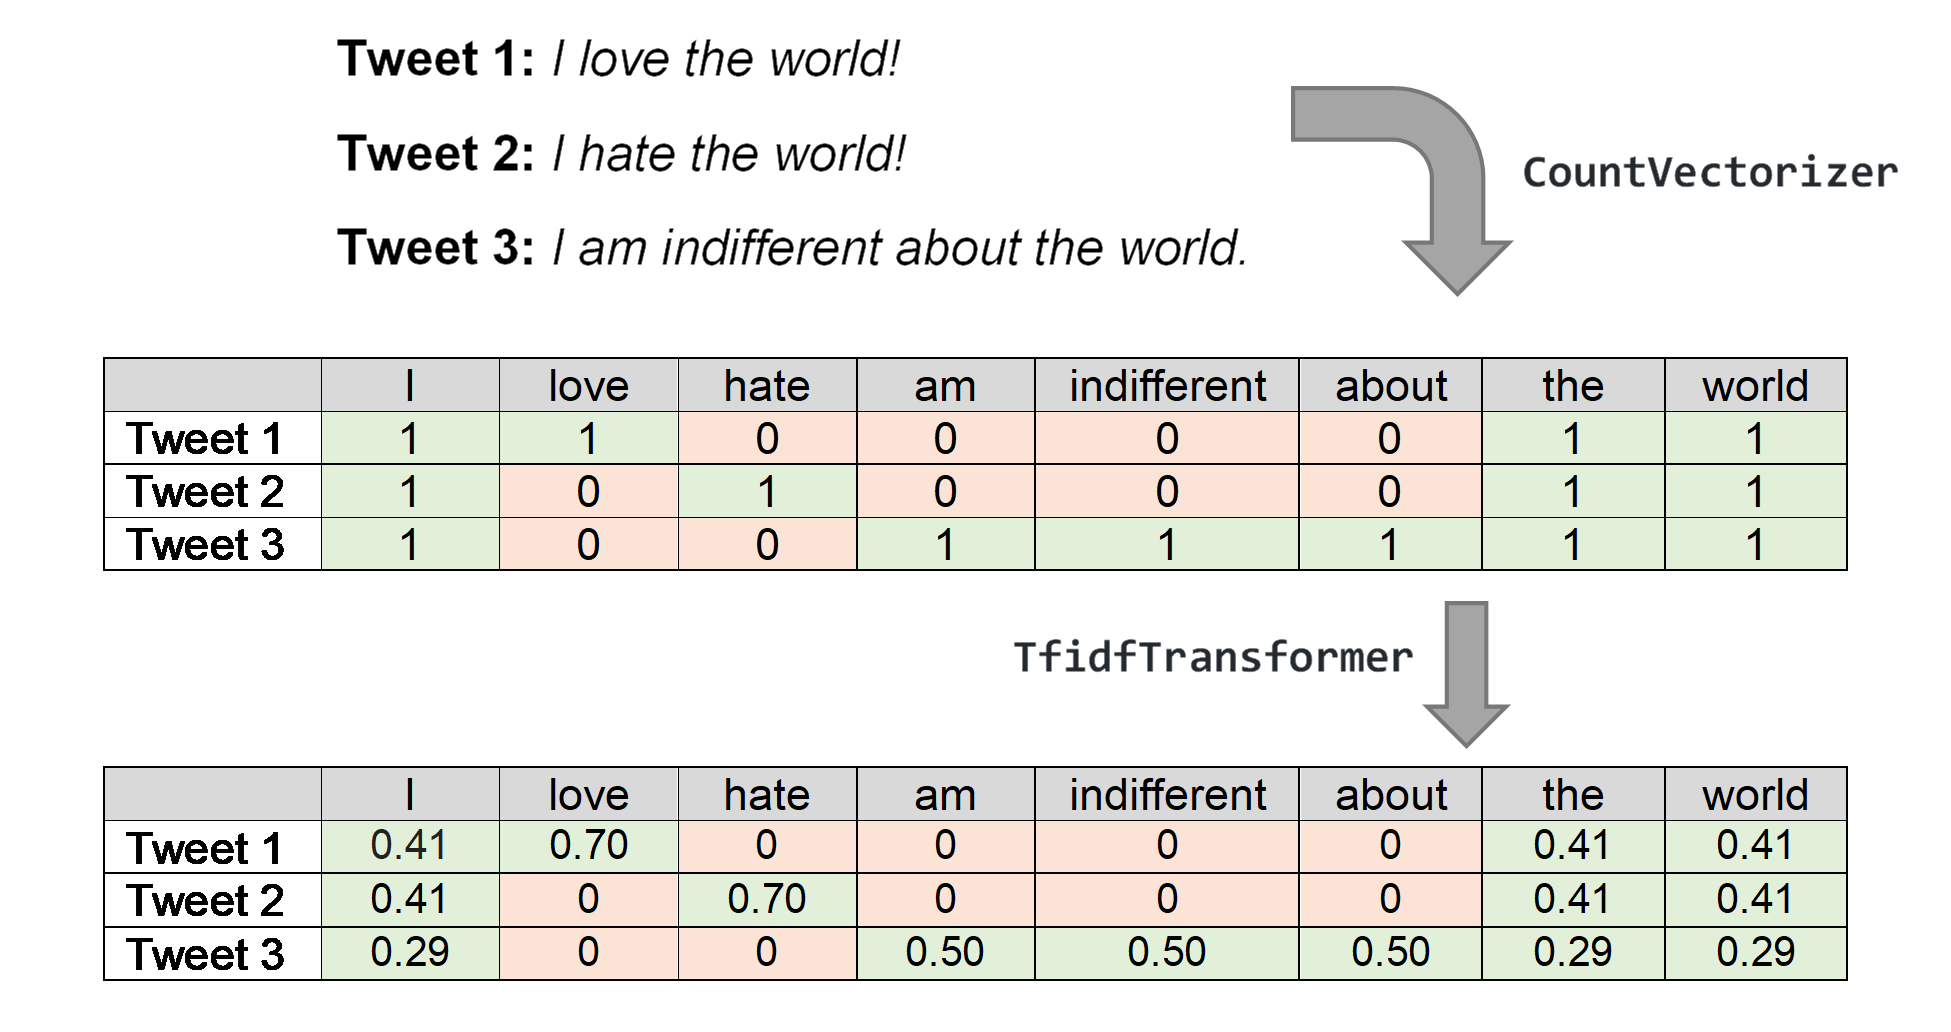 Tweet 1: I love the world!
Tweet 2: I hate the world!
Tweet 3: I am indifferent about the world.
CountVectorizer
I love hate am indifferent about the world
Tweet 1 1 1 0 0 0 0 1 1
Tweet 2 1 0 1 0 0 0 1 1
Tweet 3 1 0 0 1 1 1 1 1
TfidfTransformer
I love hate am indifferent about the world
Tweet 1 0.41 0.70 0 0 0 0 0.41 0.41
Tweet 2 0.41 0 0.70 0 0 0 0.41 0.41
Tweet 3 0.29 0 0 0.50 0.50 0.50 0.29 0.29